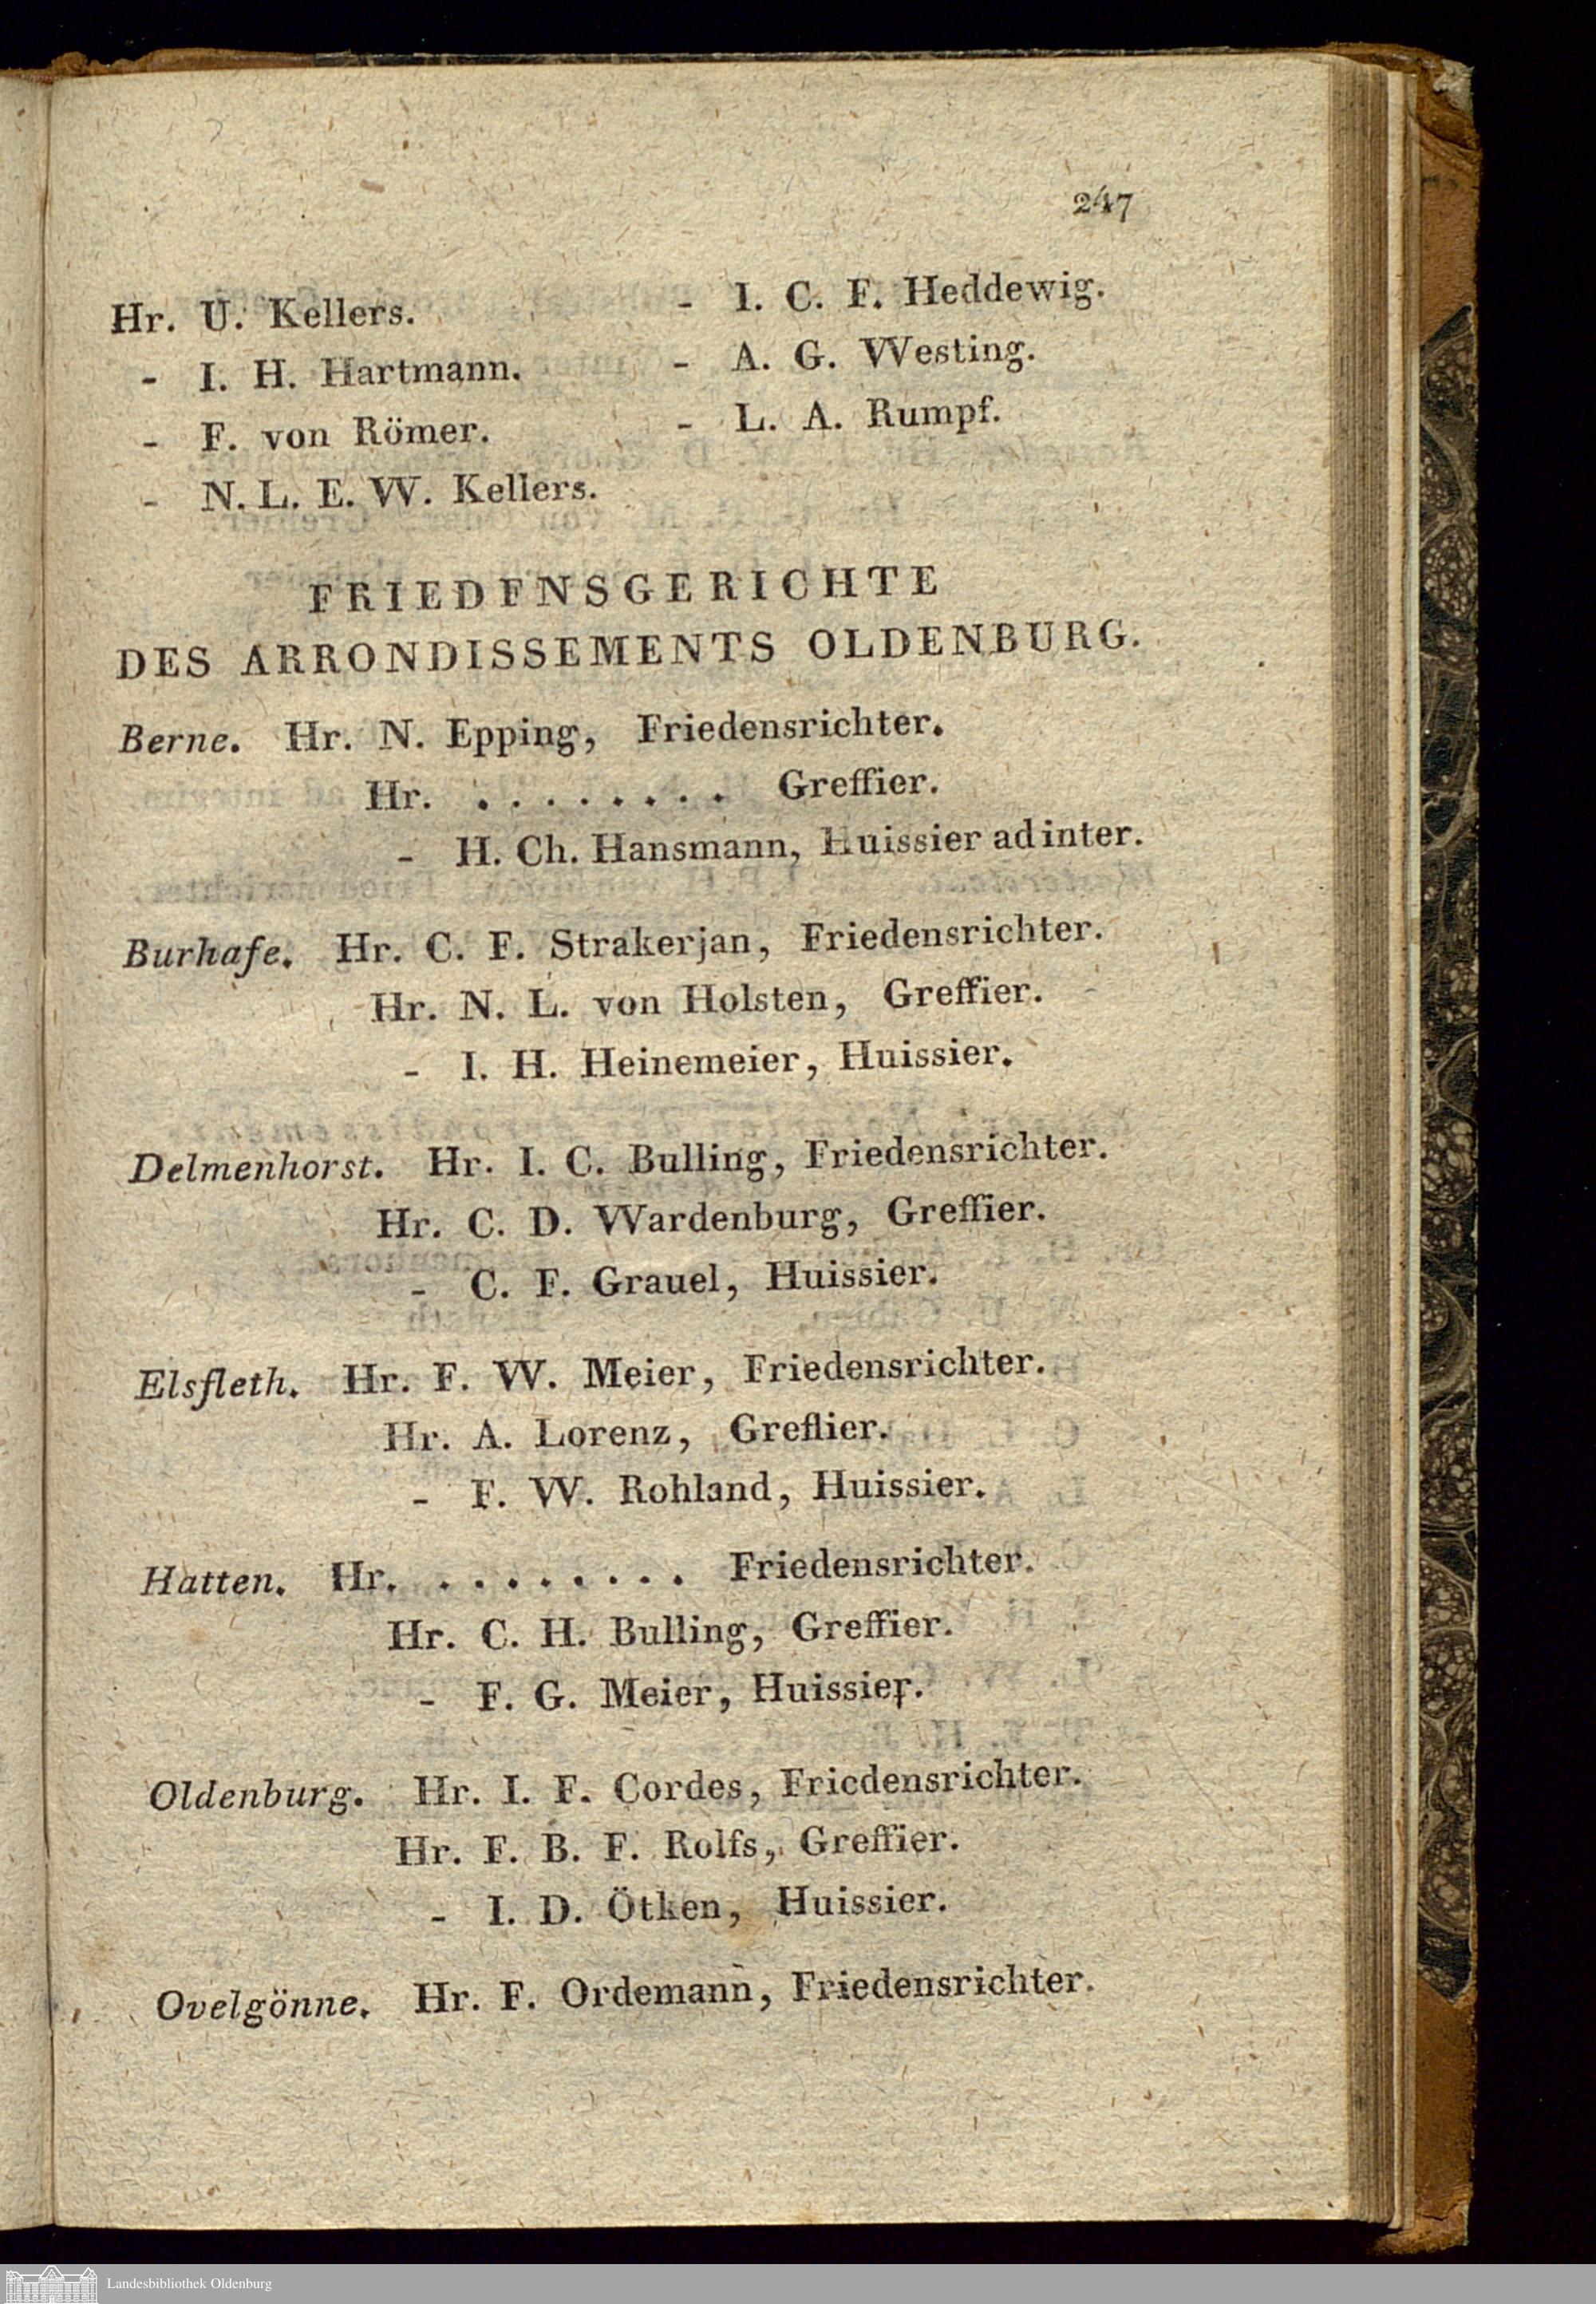 247
Hr. U. Kellers.
- I. H. Hartmann.
- F. von Römer.
- N. L. E. W. Kellers.
- I. C. F. Heddewig.
- A. G. Westing.
- L. A. Rumpf.
FRIEDENSGERICHTE
DES ARRONDISSEMENTS OLDENBURG.
Berne. Hr. N. Epping, Friedensrichter.
Hr. . . . . . . . . Greffier.
- H. Ch. Hansmann, Huissier ad inter.
Burhafe. Hr. C. F. Strakerjan, Friedensrichter.
Hr. N. L. von Holsten, Greffier.
- I. H. Heinemeier, Huissier.
Delmenhorst. Hr. I. C. Bulling, Friedensrichter.
Hr. C. D. Wardenburg, Greffier.
- C. F. Grauel, Huissier.
Elsfleth. Hr. F. W. Meier, Friedensrichter.
Hr. A. Lorenz, Greffier.
- F. W. Rohland, Huissier.
Hatten. Hr. . . . . . . . . Friedensrichter.
Hr. C. H. Bulling, Greffier.
- F. G. Meier, Huissier.
Oldenburg. Hr. I. F. Cordes, Friedensrichter.
Hr. F. B. F. Rolfs, Greffier.
- I. D. Ötken, Huissier.
Ovelgönne. Hr. F. Ordemann, Friedensrichter.
Landesbibliothek Oldenburg